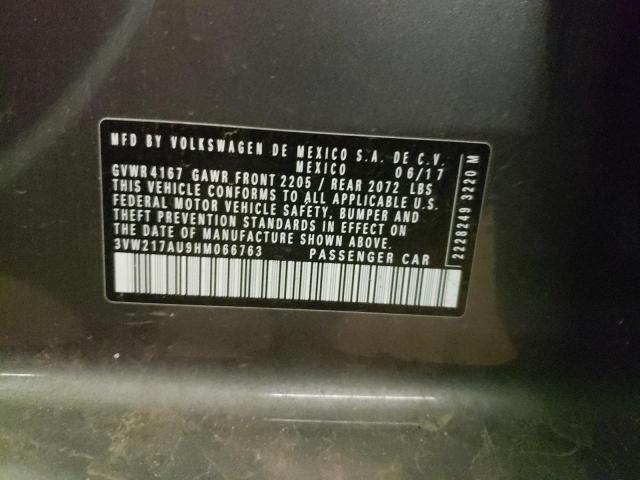 MFD BY VOLKSWAGEN DE MEXICO S.A. DE C.V.
MEXICO 06/17
GVWR4167 GAWR FRONT 2205 / REAR 2072 LBS
THIS VEHICLE CONFORMS TO ALL APPLICABLE U.S.
FEDERAL MOTOR VEHICLE SAFETY, BUMPER AND
THEFT PREVENTION STANDARDS IN EFFECT ON
THE DATE OF MANUFACTURE SHOWN ABOVE.
3VW217AU9HM066763 PASSENGER CAR
2228249 3220 M